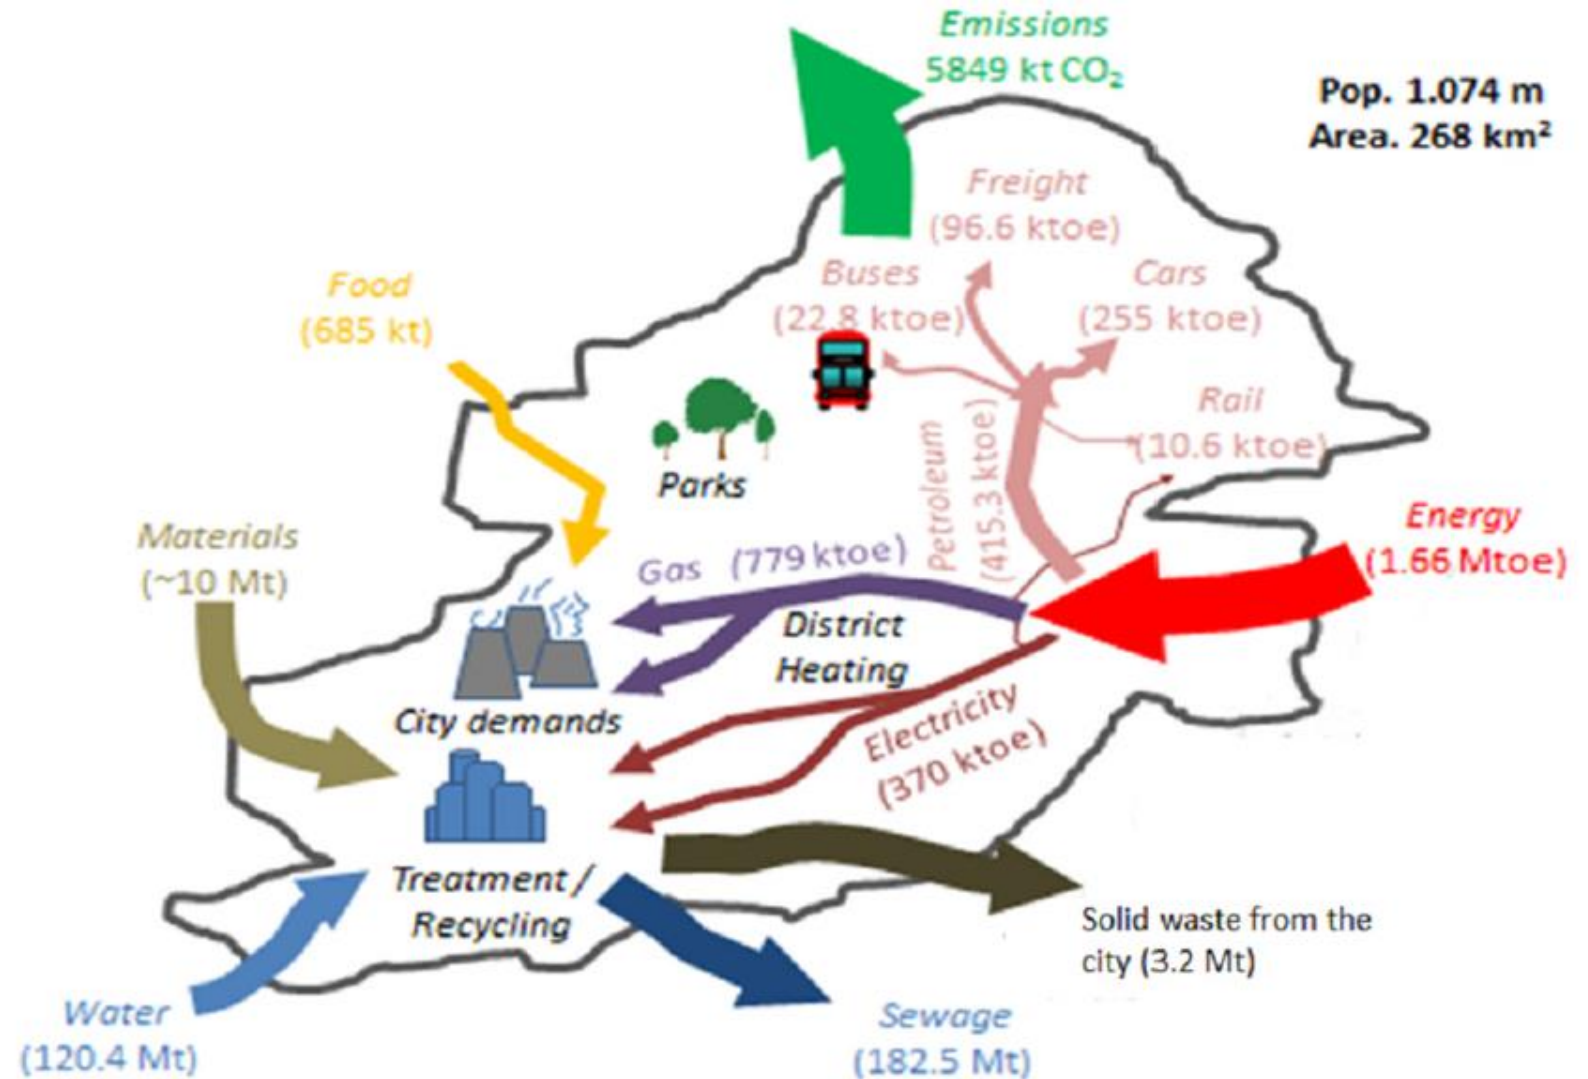 Emissions
5849 kt CO₂
Pop. 1.074 m
Area. 268 km²
Freight
(96.6 ktoe)
Buses
(22.8 ktoe)
Cars
(255 ktoe)
Food
(685 kt)
Rail
(10.6 ktoe)
Petroleum
(415.3 ktoe)
Parks
Energy
(1.66 Mtoe)
Materials
(~10 Mt)
Gas (779 ktoe)
District
Heating
City demands
Electricity
(370 ktoe)
Treatment /
Recycling
Solid waste from the
city (3.2 Mt)
Water
(120.4 Mt)
Sewage
(182.5 Mt)